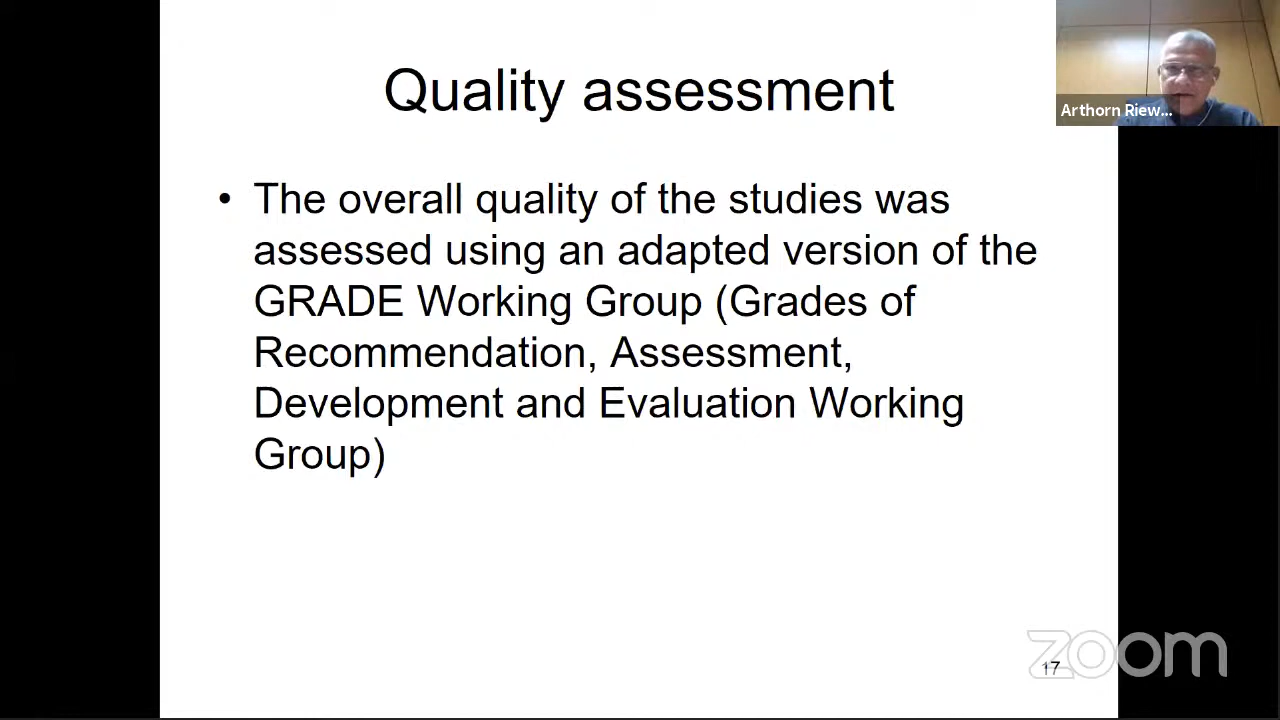 Quality assessment
Arthorn Riew...
• The overall quality of the studies was
assessed using an adapted version of the
GRADE Working Group (Grades of
Recommendation, Assessment,
Development and Evaluation Working
Group)
zoom
17